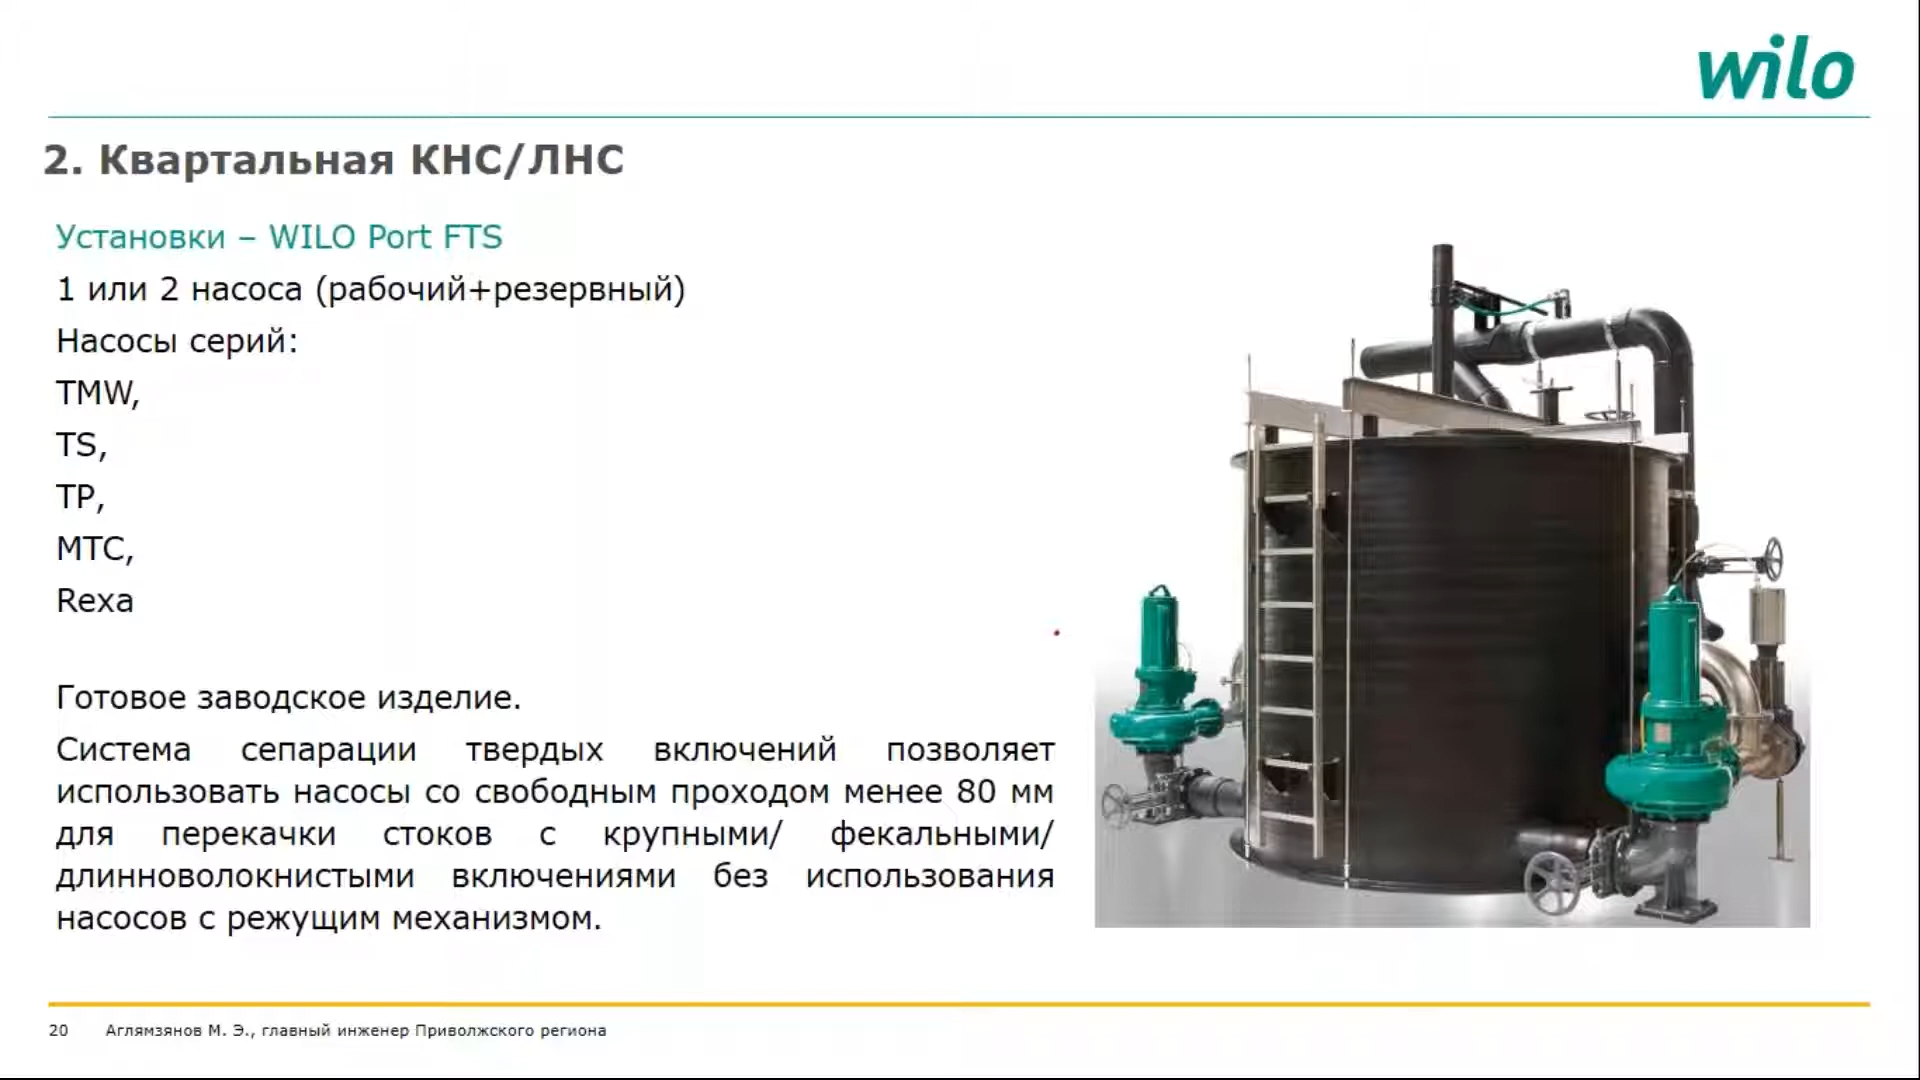 wilo
2. Квартальная КНС/ЛНС
Установки – WILO Port FTS
1 или 2 насоса (рабочий+резервный)
Насосы серий:
TMW,
TS,
TP,
MTC,
Rexa
Готовое заводское изделие.
Система сепарации твердых включений позволяет
использовать насосы со свободным проходом менее 80 мм
для перекачки стоков с крупными/ фекальными/
длинноволокнистыми включениями без использования
насосов с режущим механизмом.
20 Аглямзянов М. Э., главный инженер Приволжского региона